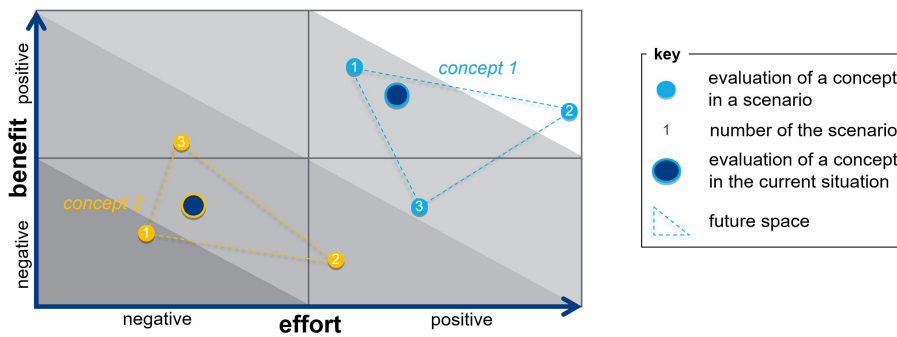 positive
benefit
negative
1
concept 1
2
3
3
concept 2
1
2
negative
effort
positive
key
evaluation of a concept
in a scenario
1
number of the scenario
evaluation of a concept
in the current situation
future space